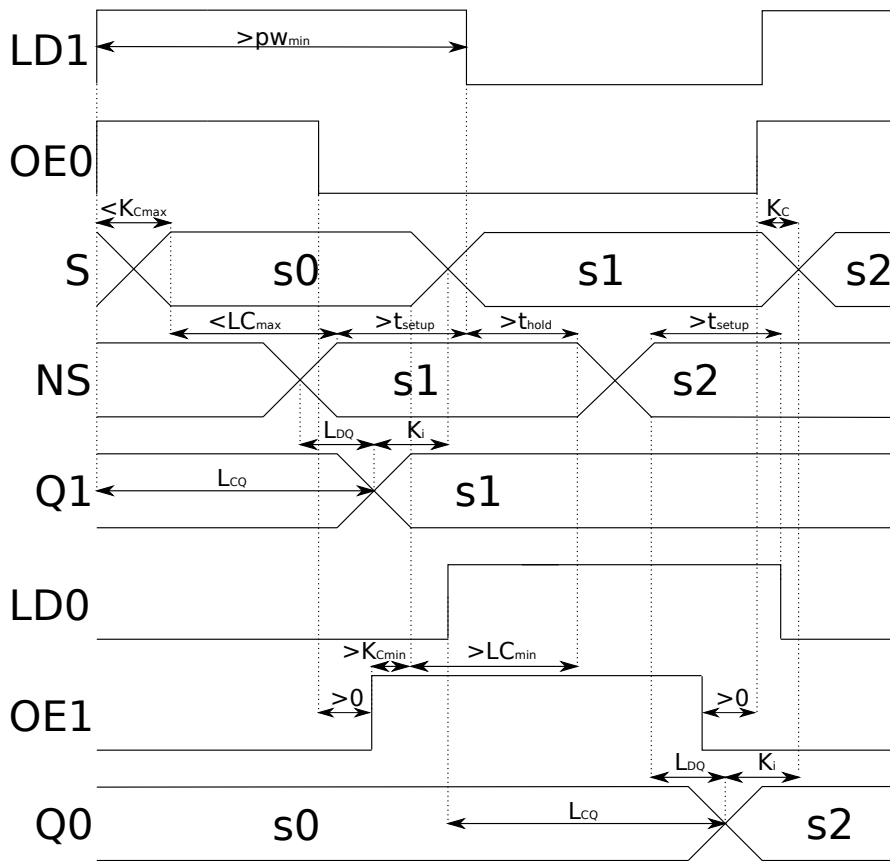 LD1 >pwmin
OE0
<KCmax KC
S s0 s1 s2
<LCmax >tsetup >thold >tsetup
NS s1 s2
LDQ Ki
Q1 LCQ s1
LD0
>KCmin >LCmin
OE1 >0 >0
LDQ Ki
Q0 s0 LCQ s2